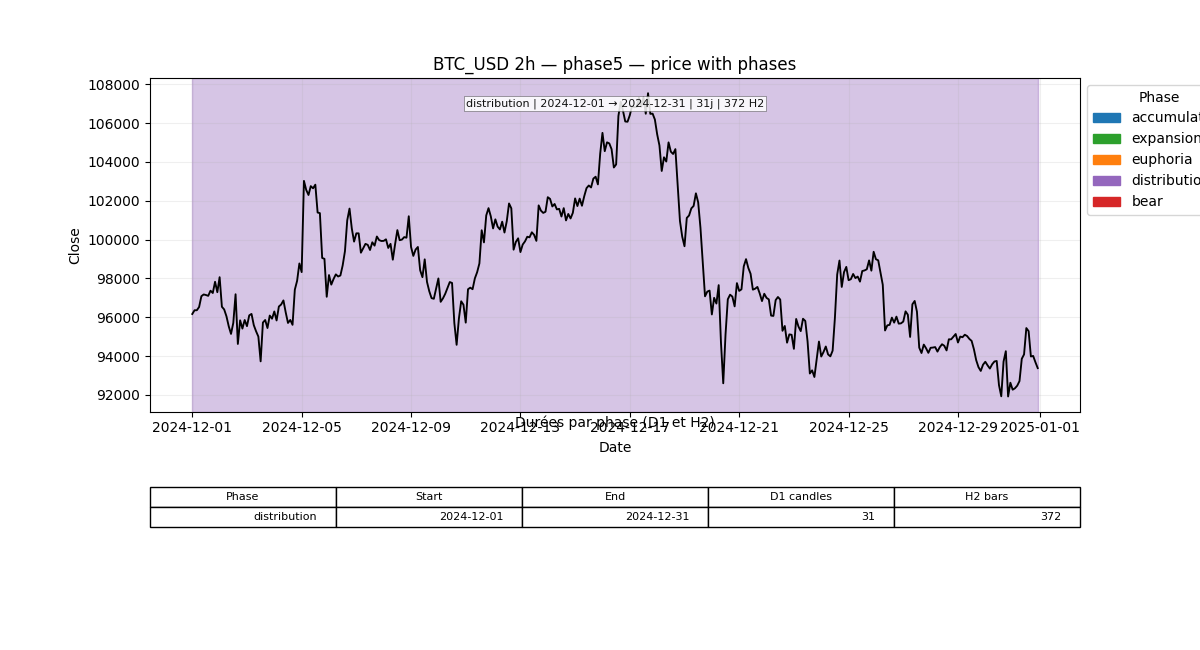 BTC_USD 2h — phase5 — price with phases
108000
106000
104000
102000
100000
98000
96000
94000
92000
Close
distribution | 2024-12-01 → 2024-12-31 | 31j | 372 H2
Phase
accumulat
expansion
euphoria
distributio
bear
Durées par phase (D1 et H2)
2024-12-01 2024-12-05 2024-12-09 2024-12-13 2024-12-17 2024-12-21 2024-12-25 2024-12-29 2025-01-01
Date
Phase Start End D1 candles H2 bars
distribution 2024-12-01 2024-12-31 31 372